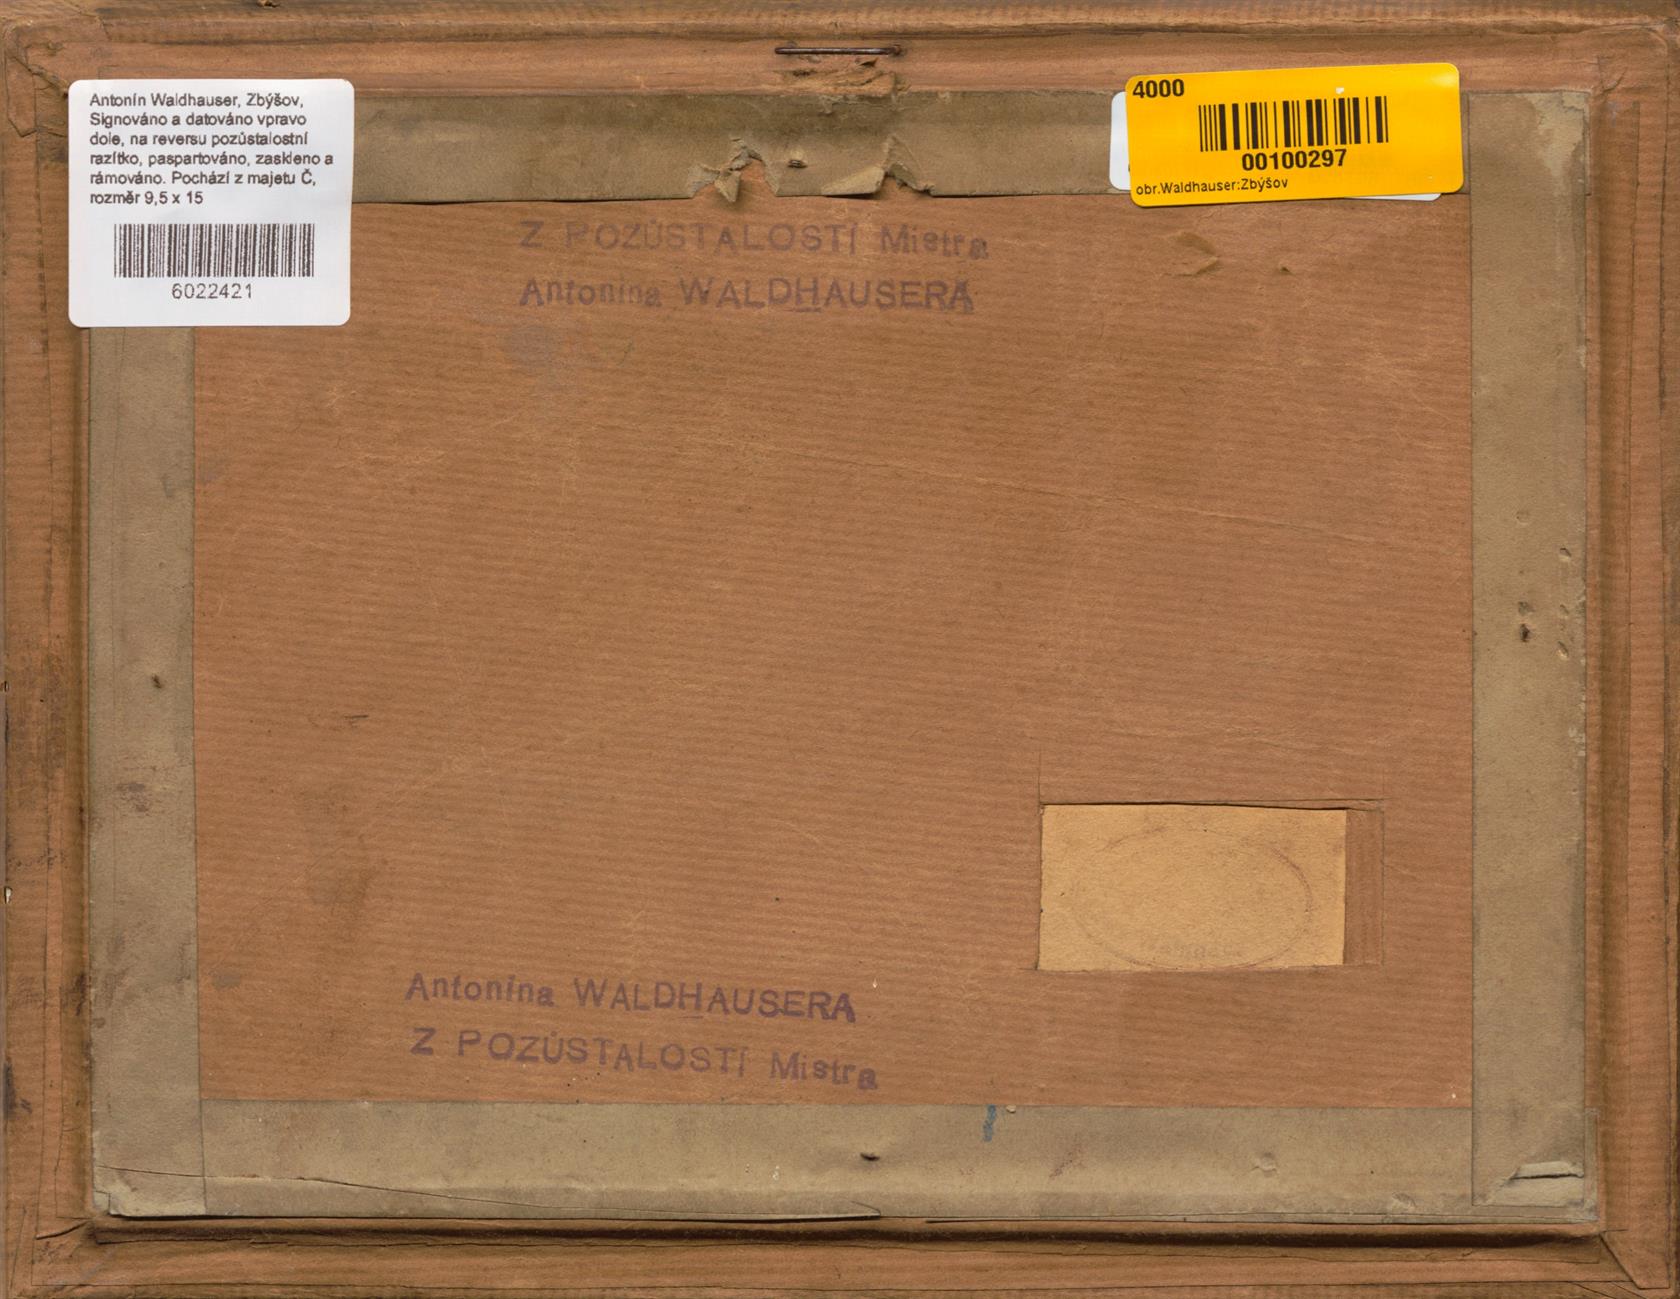 Antonín Waldhauser, Zbýšov,
Signováno a datováno vpravo
dole, na reversu pozůstalostní
razítko, paspartováno, zaskleno a
rámováno. Pochází z majetu Č,
rozměr 9,5 x 15
6022421
4000
00100297
obr.Waldhauser:Zbýšov
Z POZŮSTALOSTÍ Mistra
Antonína WALDHAUSERA
Antonína WALDHAUSERA
Z POZŮSTALOSTÍ Mistra